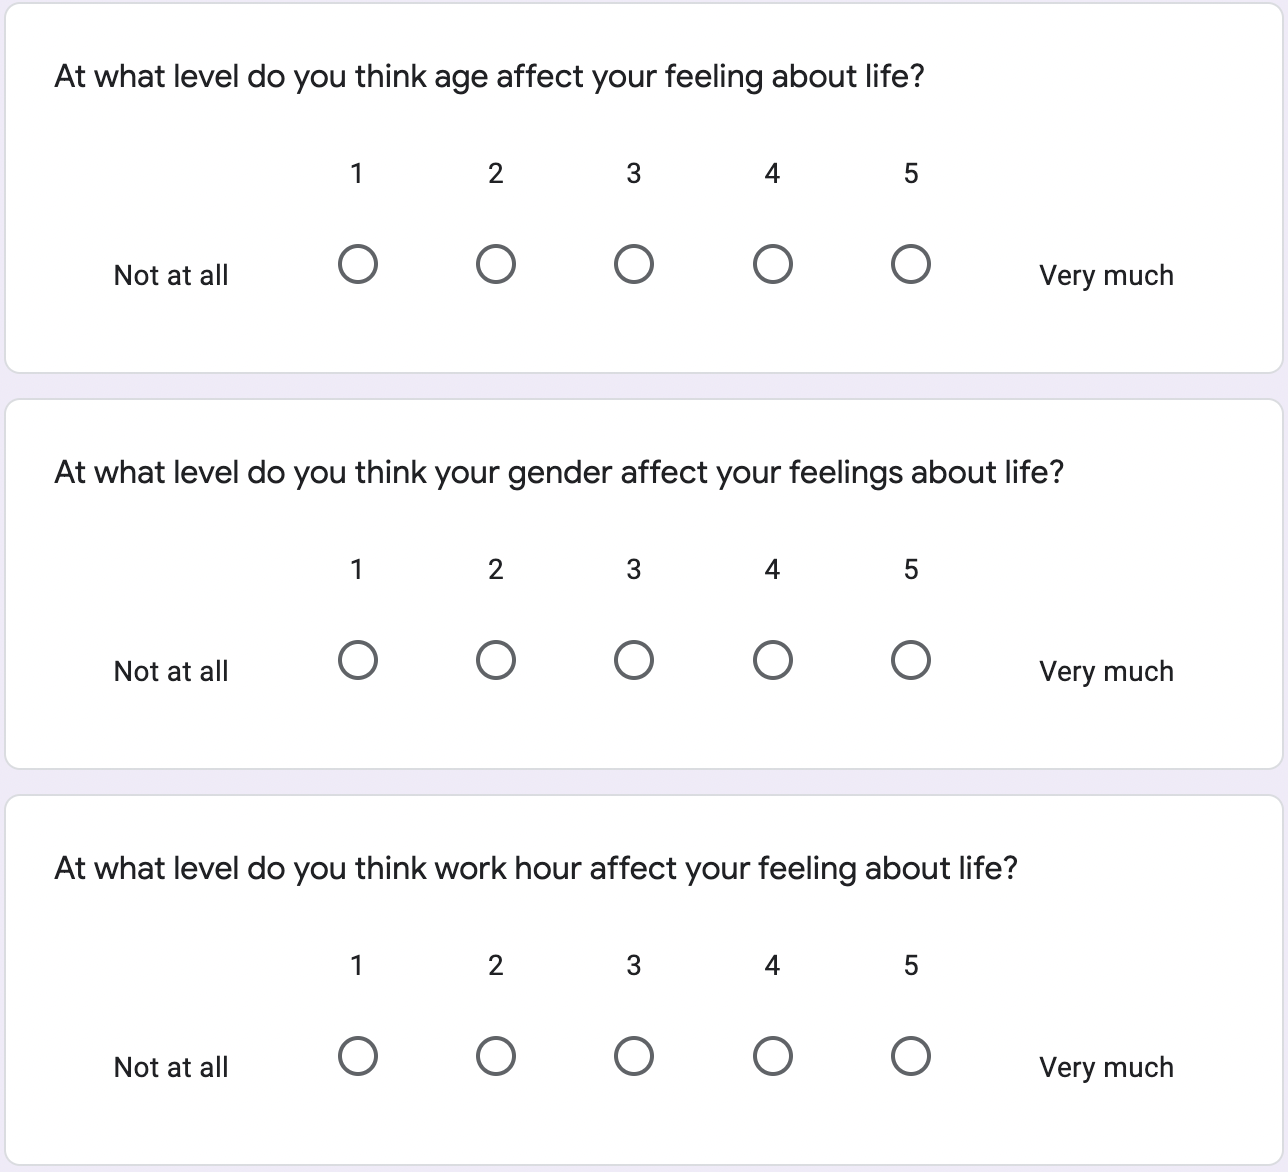 At what level do you think age affect your feeling about life?
1 2 3 4 5
Not at all Very much
At what level do you think your gender affect your feelings about life?
1 2 3 4 5
Not at all Very much
At what level do you think work hour affect your feeling about life?
1 2 3 4 5
Not at all Very much